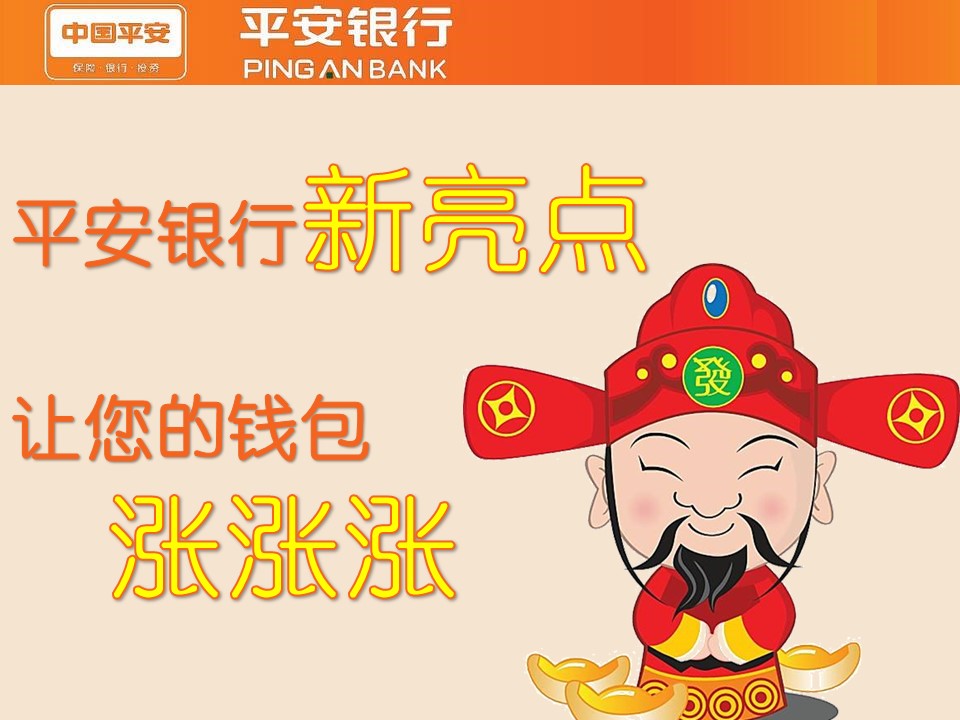 中国平安
保险·银行·投资
平安银行
PING AN BANK
平安银行新亮点
發
让您的钱包
涨涨涨